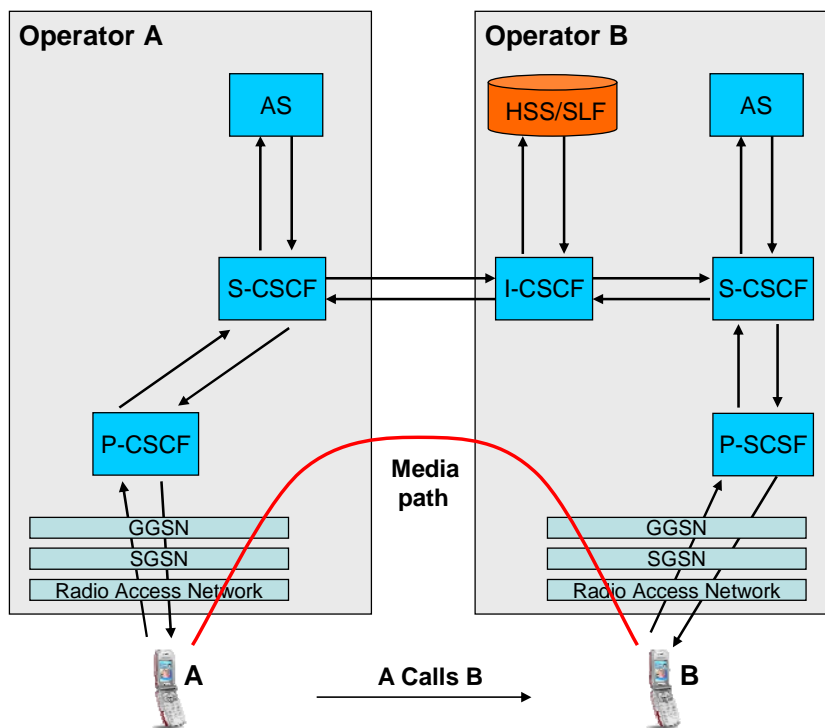 Operator A
Operator B
AS
HSS/SLF
AS
S-CSCF
I-CSCF
S-CSCF
P-CSCF
P-SCSF
Media
path
GGSN
GGSN
SGSN
SGSN
Radio Access Network
Radio Access Network
A
A Calls B
B